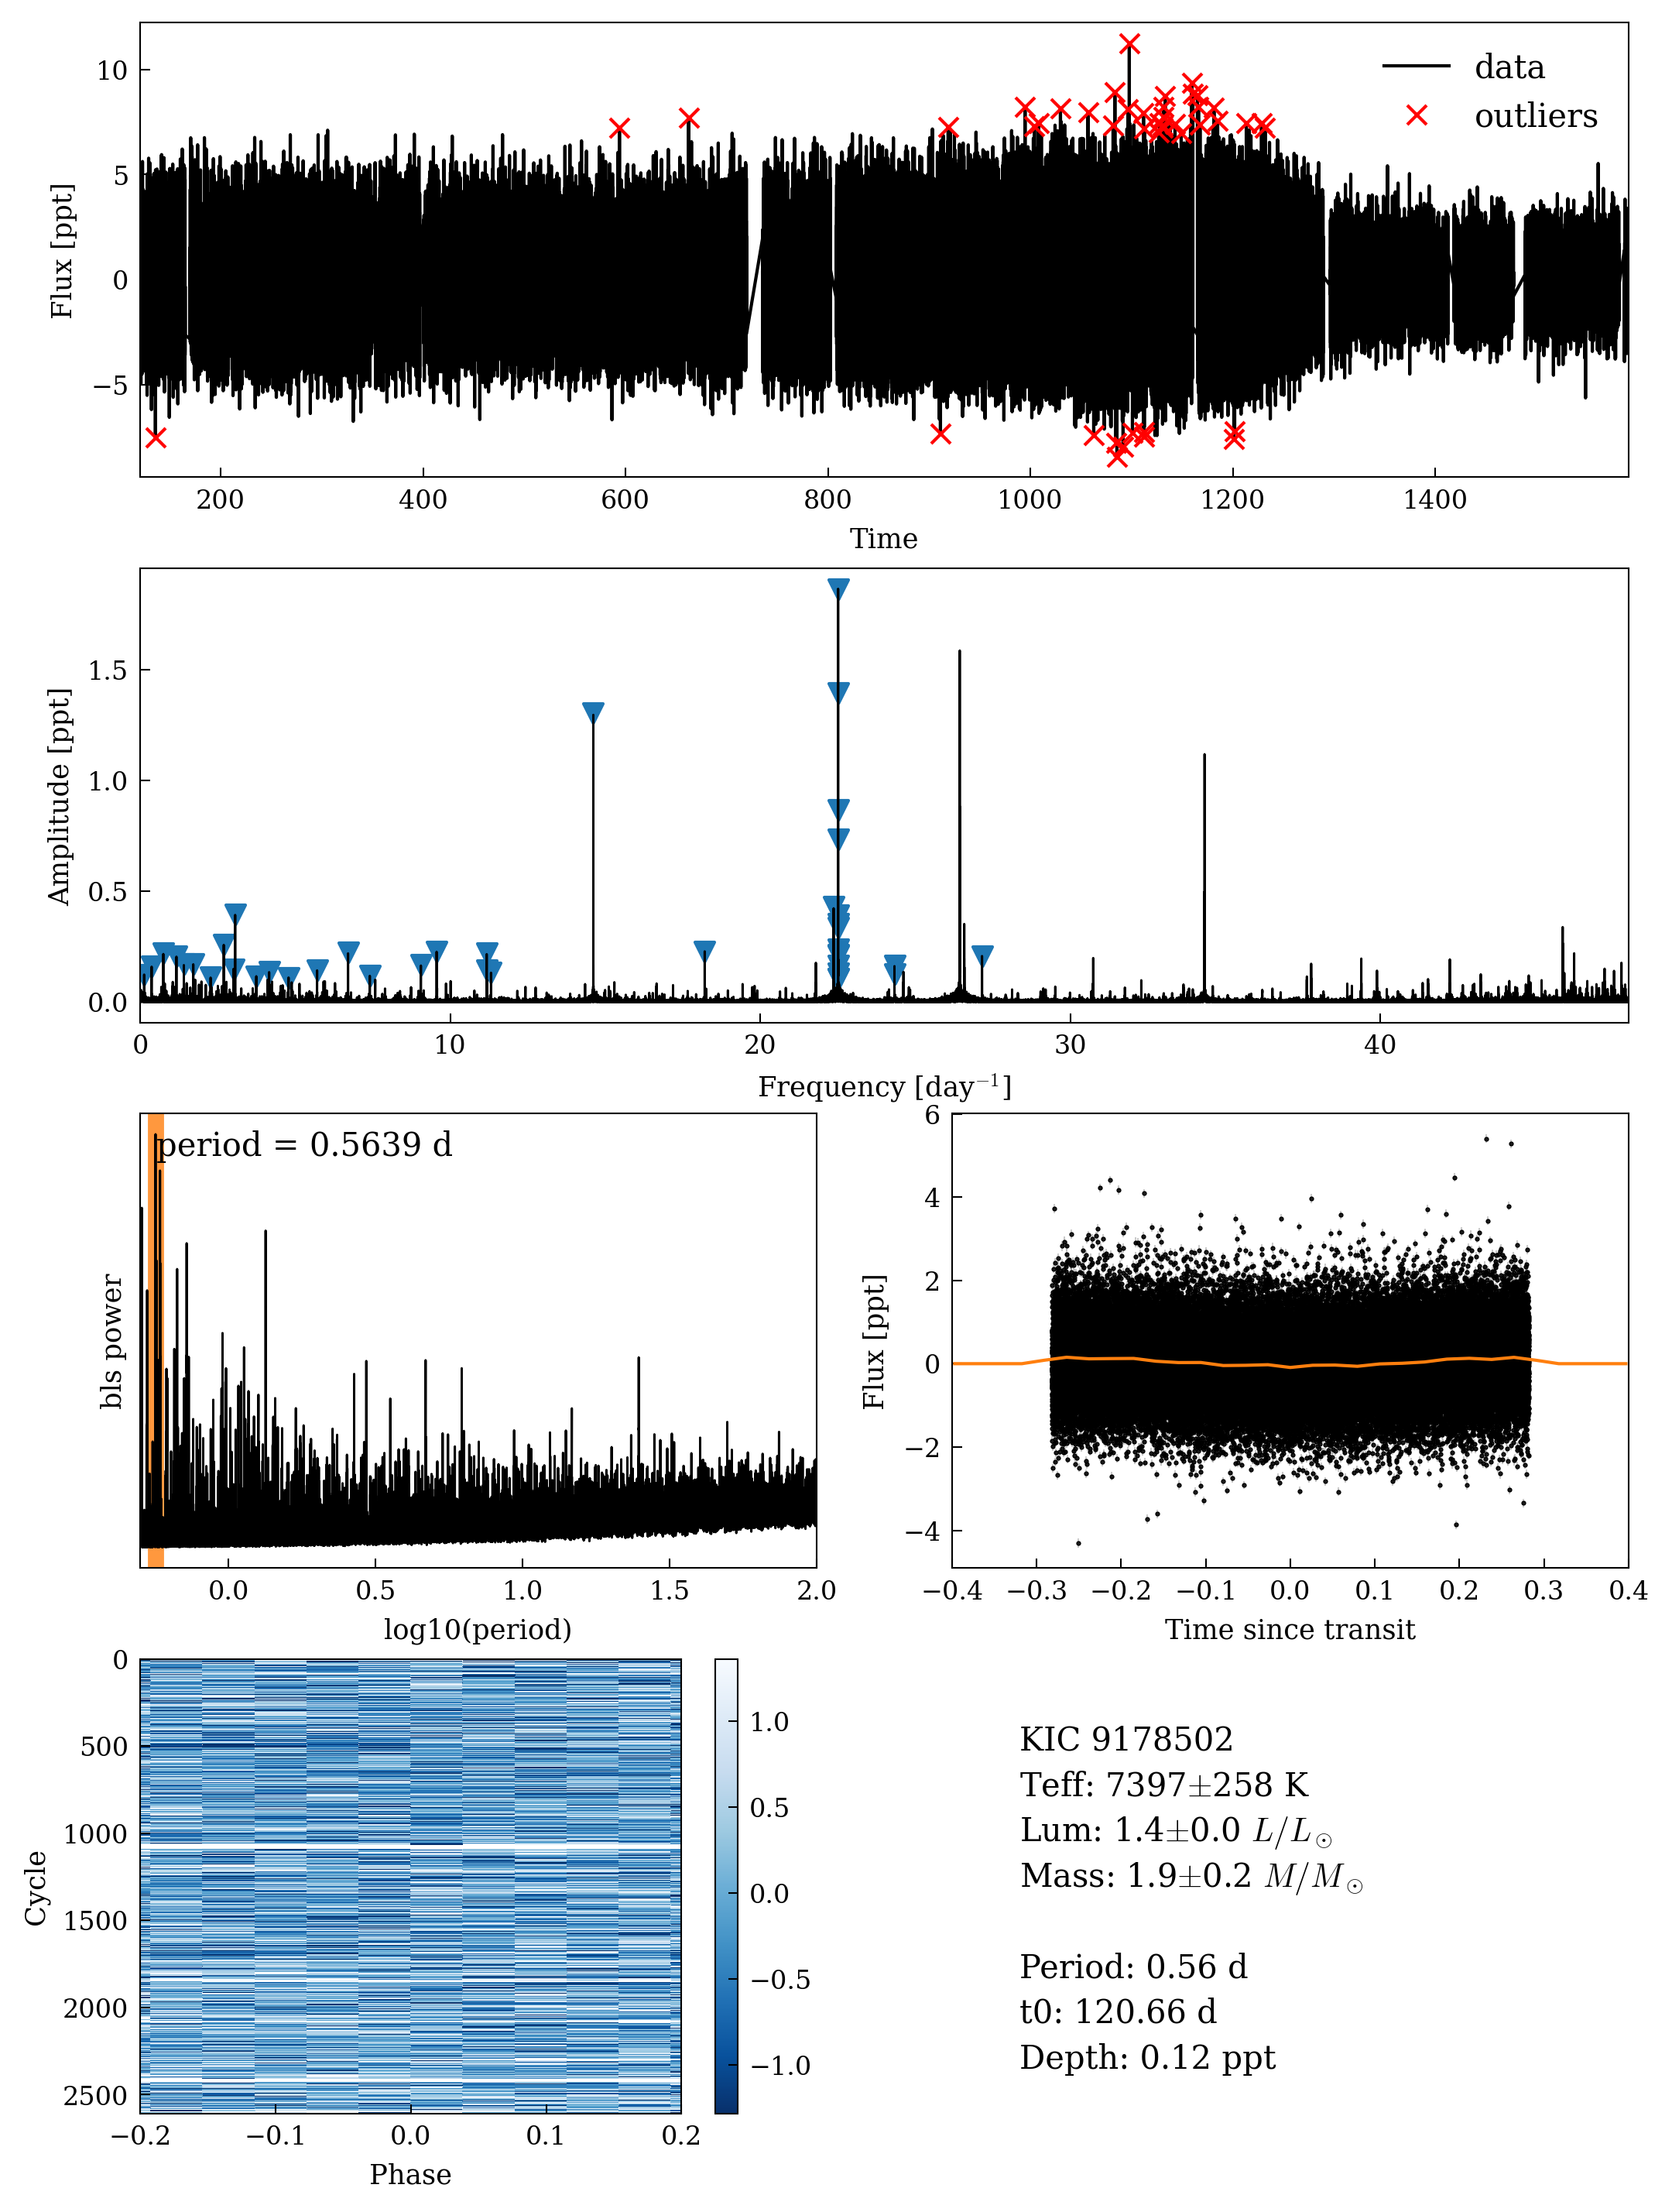 10
5
0
−5
Flux [ppt]
data
outliers
200 400 600 800 1000 1200 1400
Time
1.5
1.0
0.5
0.0
Amplitude [ppt]
0 10 20 30 40
Frequency [day⁻¹]
period = 0.5639 d
bls power
0.0 0.5 1.0 1.5 2.0
log10(period)
6
4
2
0
−2
−4
Flux [ppt]
−0.4 −0.3 −0.2 −0.1 0.0 0.1 0.2 0.3 0.4
Time since transit
0
500
1000
1500
2000
2500
Cycle
−0.2 −0.1 0.0 0.1 0.2
Phase
1.0
0.5
0.0
−0.5
−1.0
KIC 9178502
Teff: 7397±258 K
Lum: 1.4±0.0 L/L⊙
Mass: 1.9±0.2 M/M⊙
Period: 0.56 d
t0: 120.66 d
Depth: 0.12 ppt